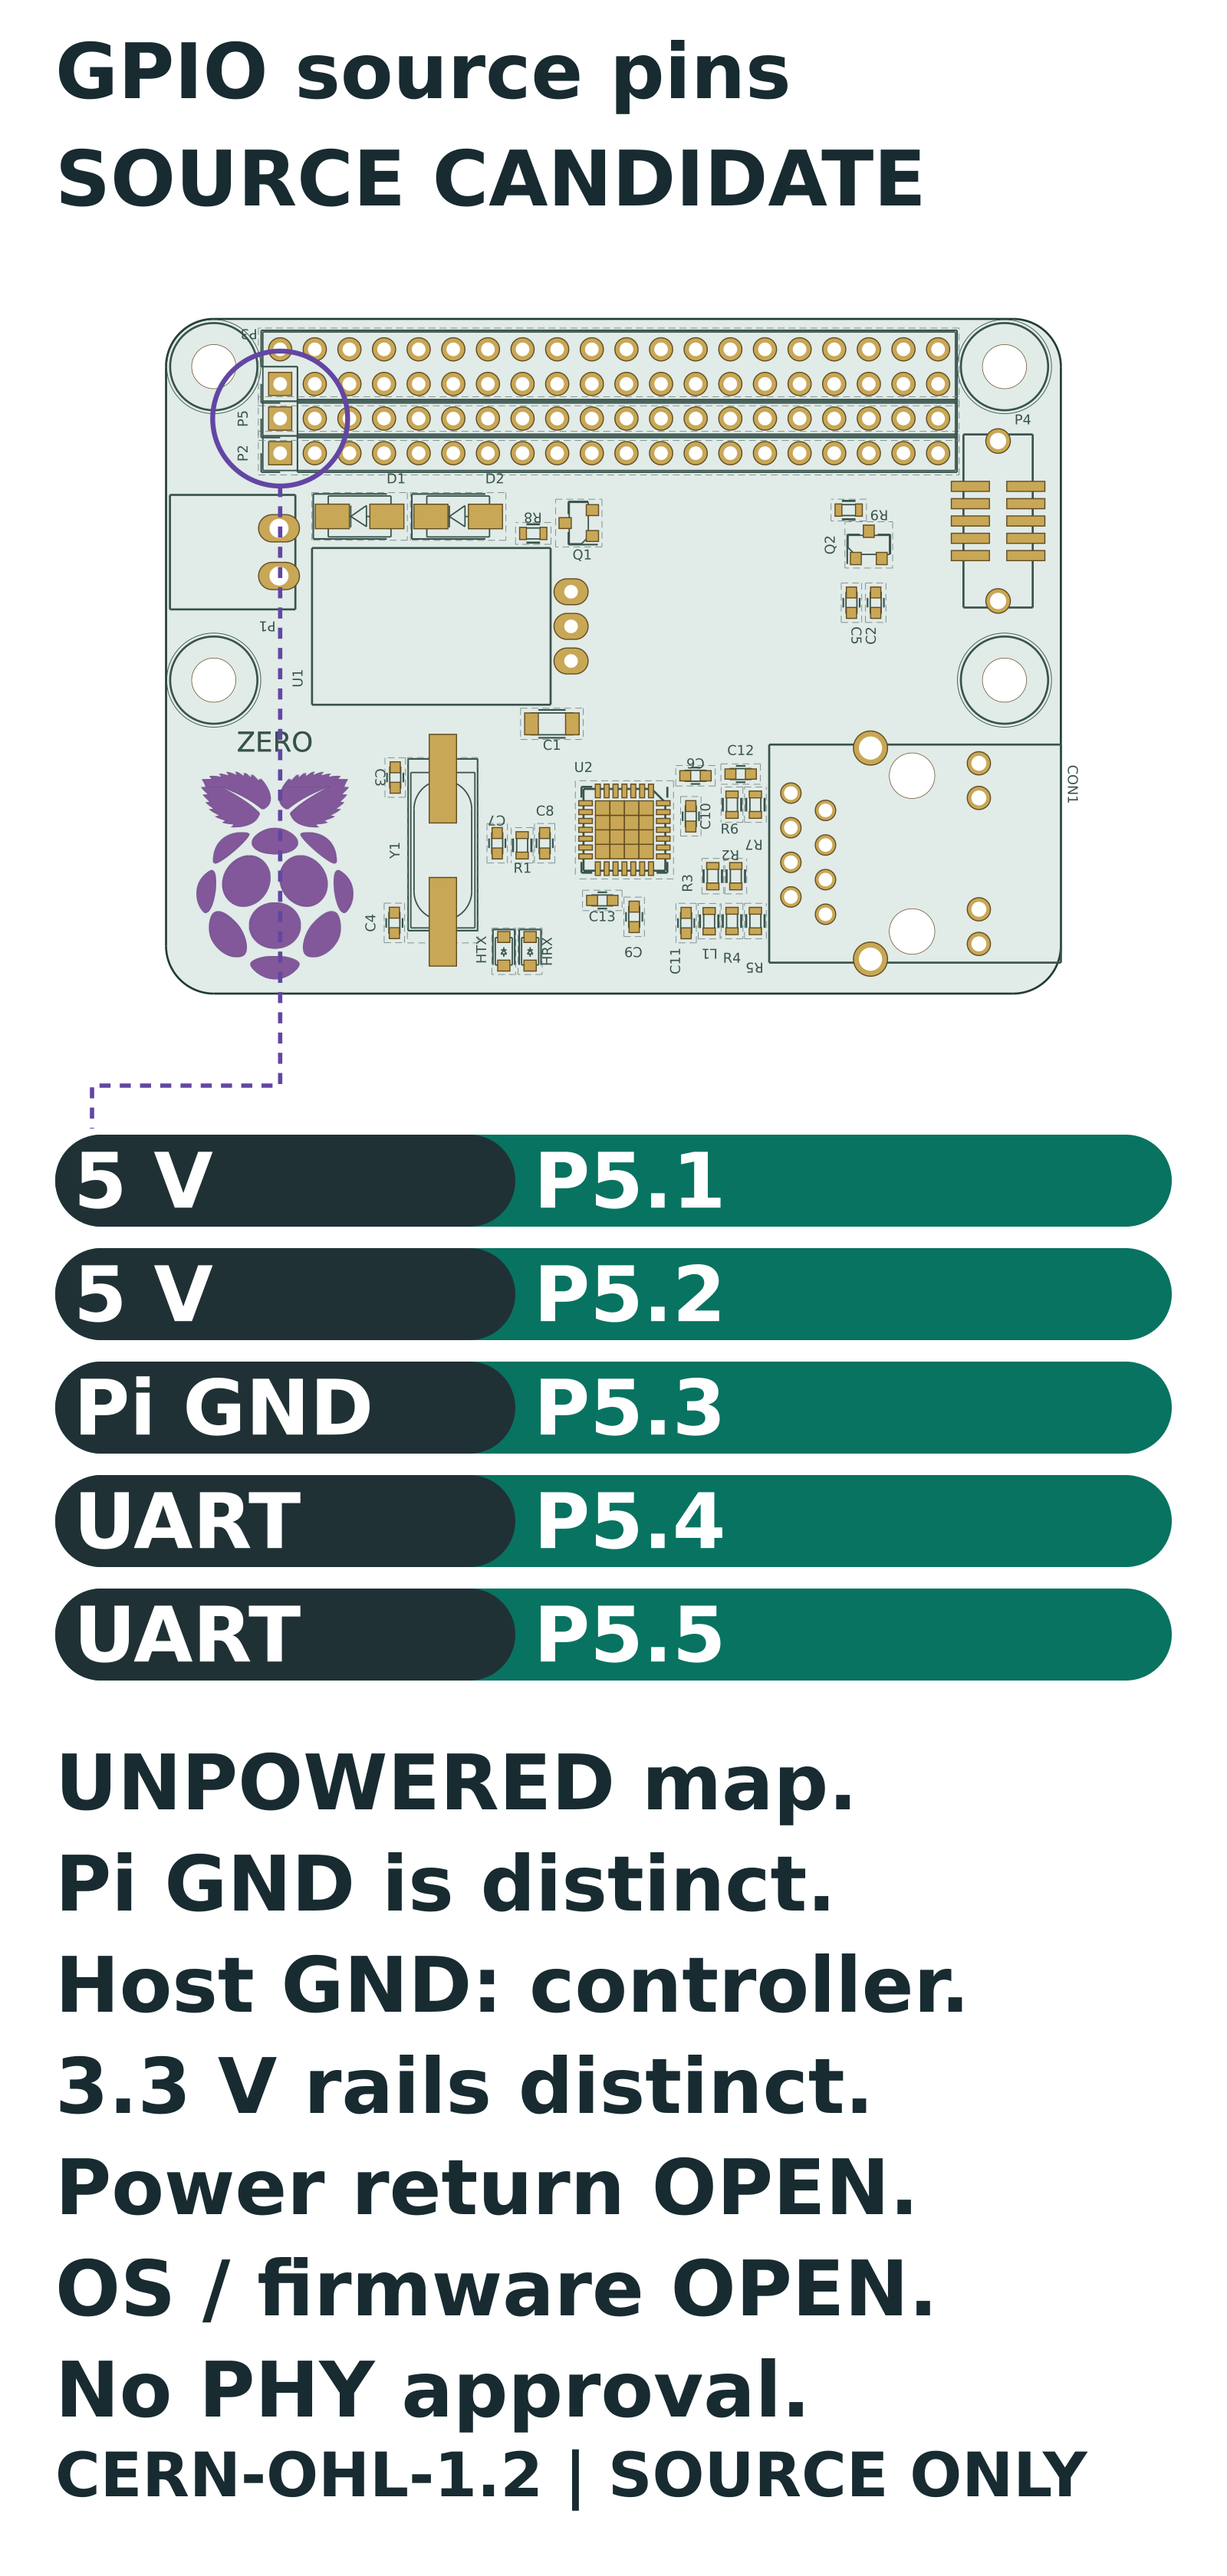 GPIO source pins
SOURCE CANDIDATE
P3
P5
P2
P4
D1
D2
R8
Q1
R9
Q2
C5
C2
P1
U1
C1
ZERO
C3
Y1
C7
C8
R1
U2
C6
C12
C10
R6
R7
R2
R3
CON1
C4
HTX
HRX
C13
C9
C11
L1
R4
R5
5 V
P5.1
5 V
P5.2
Pi GND
P5.3
UART
P5.4
UART
P5.5
UNPOWERED map.
Pi GND is distinct.
Host GND: controller.
3.3 V rails distinct.
Power return OPEN.
OS / firmware OPEN.
No PHY approval.
CERN-OHL-1.2 | SOURCE ONLY